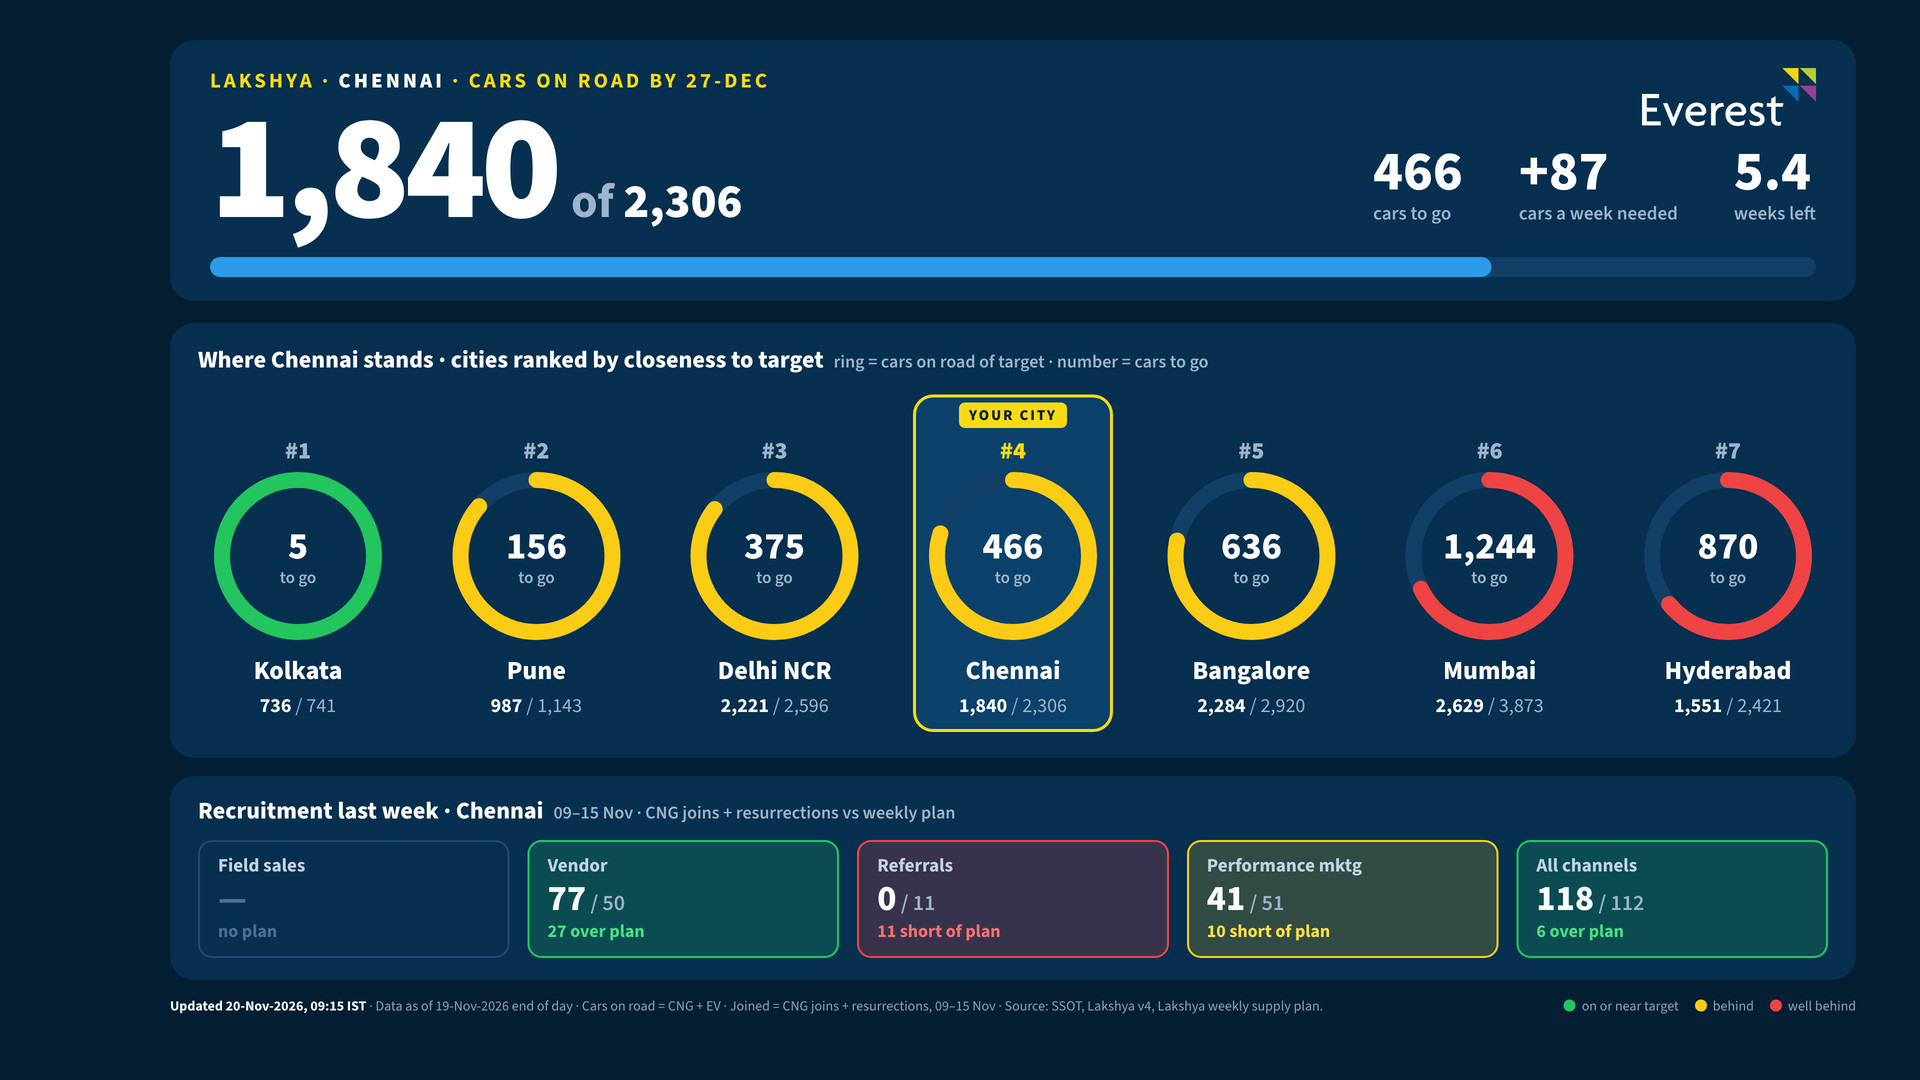 LAKSHYA · CHENNAI · CARS ON ROAD BY 27-DEC
Everest
1,840 of 2,306
466 +87 5.4
cars to go cars a week needed weeks left
Where Chennai stands · cities ranked by closeness to target ring = cars on road of target · number = cars to go
YOUR CITY
#1 #2 #3 #4 #5 #6 #7
5 156 375 466 636 1,244 870
to go to go to go to go to go to go to go
Kolkata Pune Delhi NCR Chennai Bangalore Mumbai Hyderabad
736 / 741 987 / 1,143 2,221 / 2,596 1,840 / 2,306 2,284 / 2,920 2,629 / 3,873 1,551 / 2,421
Recruitment last week · Chennai 09–15 Nov · CNG joins + resurrections vs weekly plan
Field sales Vendor Referrals Performance mktg All channels
— 77 / 50 0 / 11 41 / 51 118 / 112
no plan 27 over plan 11 short of plan 10 short of plan 6 over plan
Updated 20-Nov-2026, 09:15 IST · Data as of 19-Nov-2026 end of day · Cars on road = CNG + EV · Joined = CNG joins + resurrections, 09–15 Nov · Source: SSOT, Lakshya v4, Lakshya weekly supply plan. on or near target behind well behind